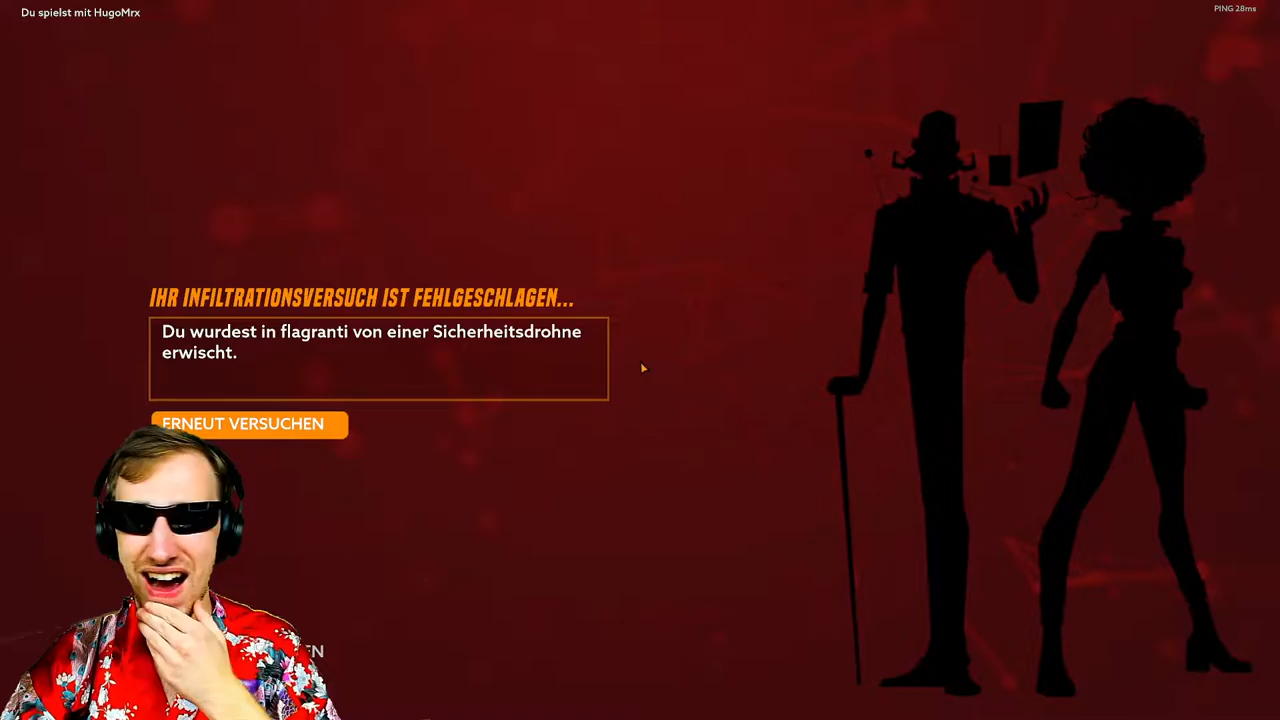 Du spielst mit HugoMrx
PING 28ms
IHR INFILTRATIONSVERSUCH IST FEHLGESCHLAGEN...
Du wurdest in flagranti von einer Sicherheitsdrohne
erwischt.
ERNEUT VERSUCHEN